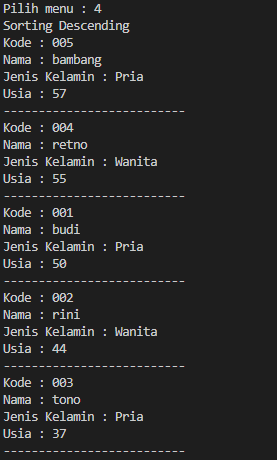 Pilih menu : 4
Sorting Descending
Kode : 005
Nama : bambang
Jenis Kelamin : Pria
Usia : 57
--------------------------
Kode : 004
Nama : retno
Jenis Kelamin : Wanita
Usia : 55
--------------------------
Kode : 001
Nama : budi
Jenis Kelamin : Pria
Usia : 50
--------------------------
Kode : 002
Nama : rini
Jenis Kelamin : Wanita
Usia : 44
--------------------------
Kode : 003
Nama : tono
Jenis Kelamin : Pria
Usia : 37
--------------------------